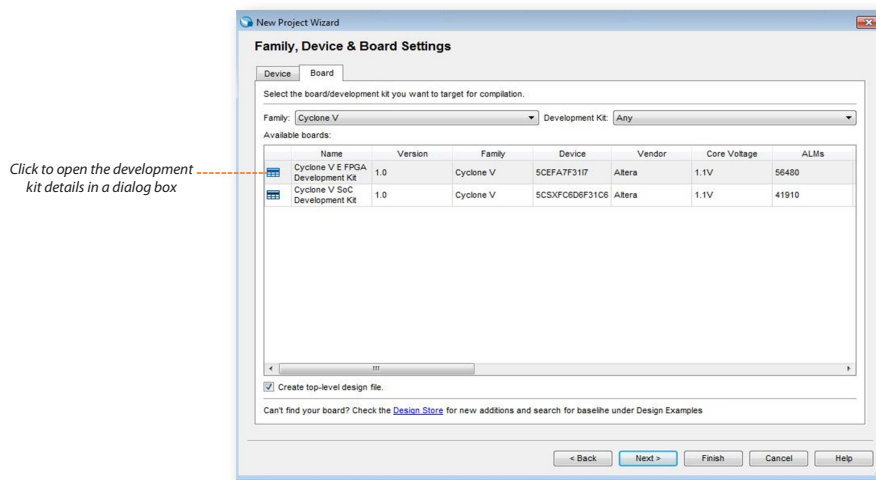 New Project Wizard
Family, Device & Board Settings
Device Board
Select the board/development kit you want to target for compilation.
Family: Cyclone V Development Kit: Any
Available boards:
Name Version Family Device Vendor Core Voltage ALMs
Cyclone V E FPGA
Development Kit 1.0 Cyclone V 5CEFA7F31I7 Altera 1.1V 56480
Cyclone V SoC
Development Kit 1.0 Cyclone V 5CSXFC6D6F31C6 Altera 1.1V 41910
Click to open the development
kit details in a dialog box
Create top-level design file.
Can't find your board? Check the Design Store for new additions and search for baselihe under Design Examples
< Back Next > Finish Cancel Help